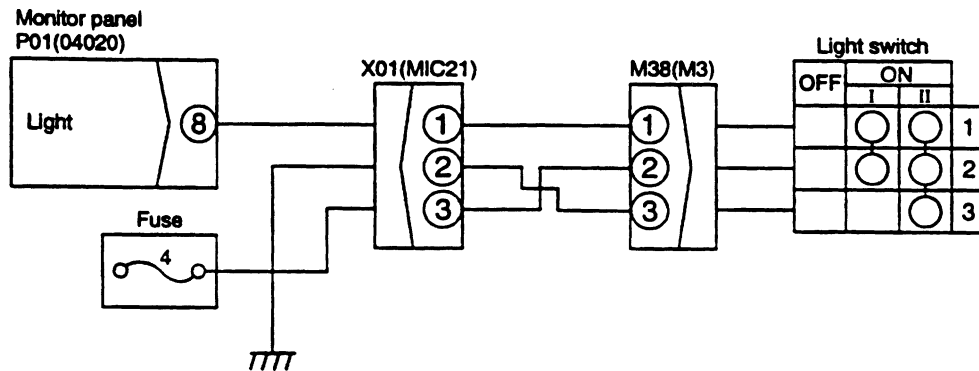 Monitor panel
P01(04020)
Light
8
X01(MIC21)
1
2
3
M38(M3)
1
2
3
Light switch
OFF
ON
I
II
1
2
3
Fuse
4